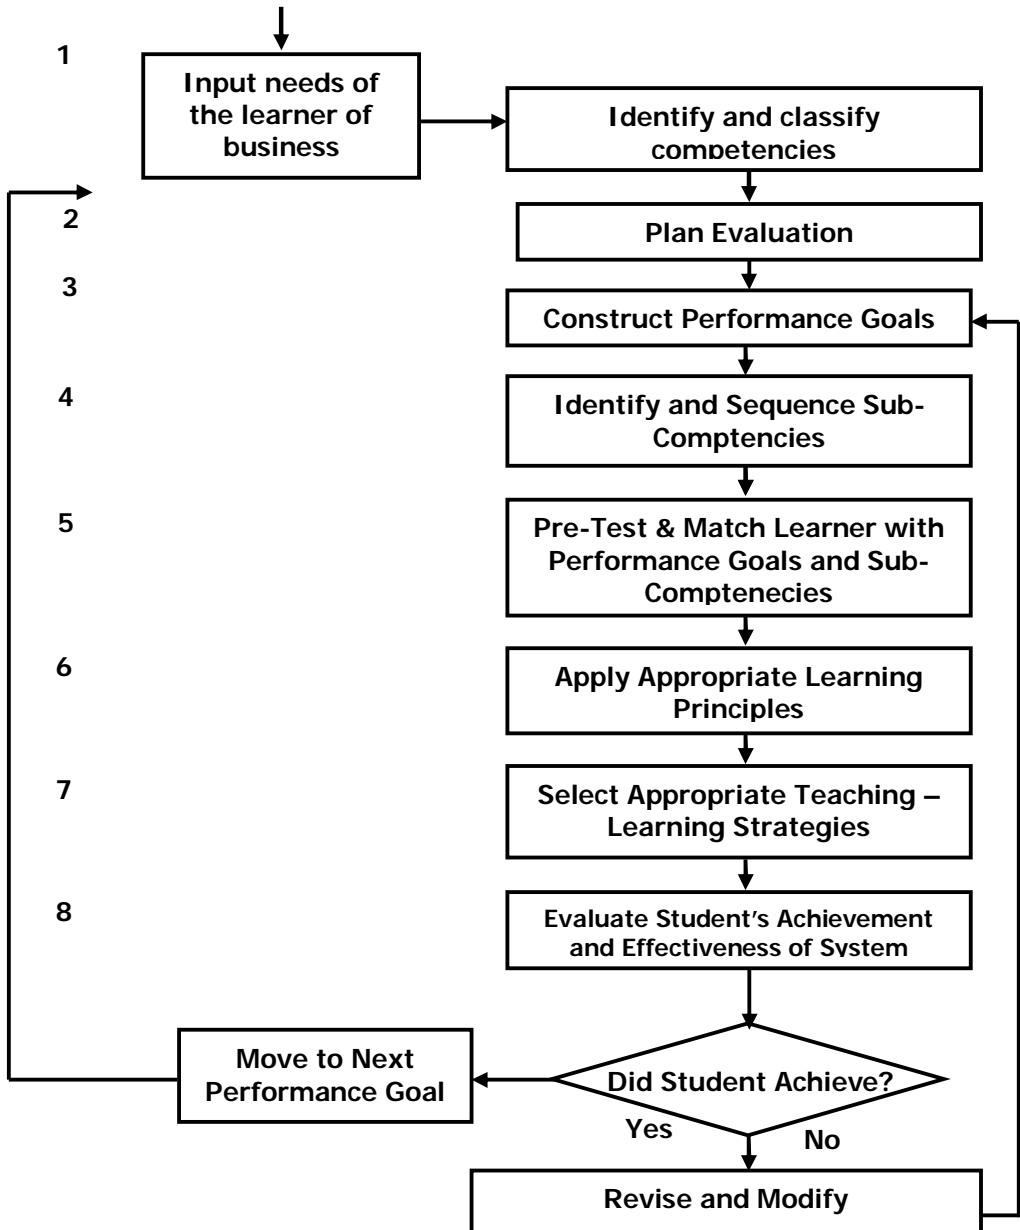 1
Input needs of
the learner of
business
Identify and classify
competencies
2
Plan Evaluation
3
Construct Performance Goals
4
Identify and Sequence Sub-
Comptencies
5
Pre-Test & Match Learner with
Performance Goals and Sub-
Comptenecies
6
Apply Appropriate Learning
Principles
7
Select Appropriate Teaching –
Learning Strategies
8
Evaluate Student’s Achievement
and Effectiveness of System
Move to Next
Performance Goal
Did Student Achieve?
Yes
No
Revise and Modify